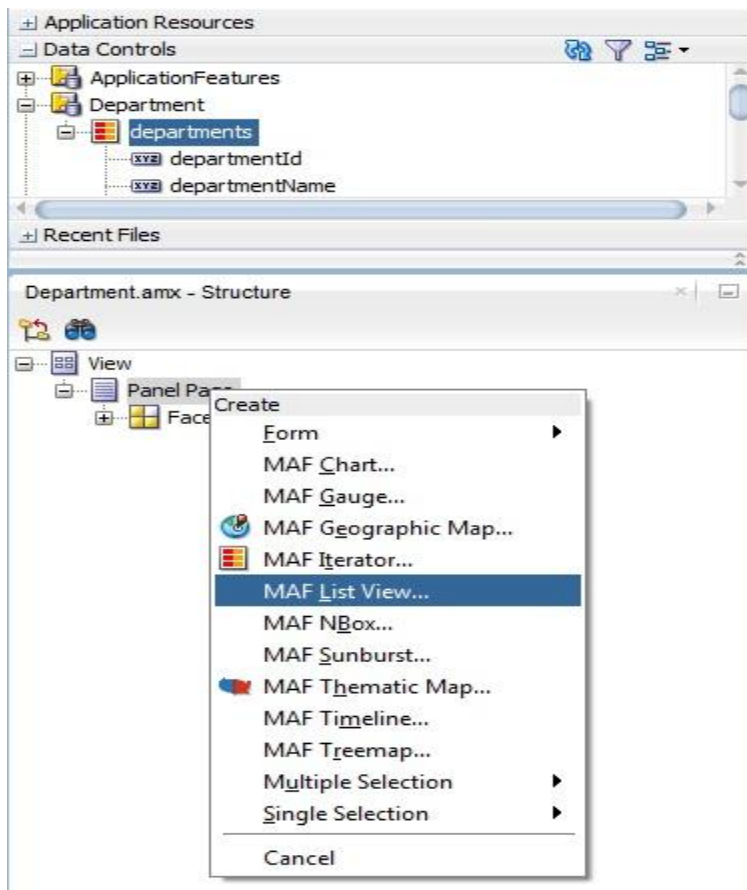 Application Resources
Data Controls
ApplicationFeatures
Department
departments
departmentId
departmentName
Recent Files
Department.amx - Structure
View
Panel Page
Create
Face
Form
MAF Chart...
MAF Gauge...
MAF Geographic Map...
MAF Iterator...
MAF List View...
MAF NBox...
MAF Sunburst...
MAF Thematic Map...
MAF Timeline...
MAF Treemap...
Multiple Selection
Single Selection
Cancel